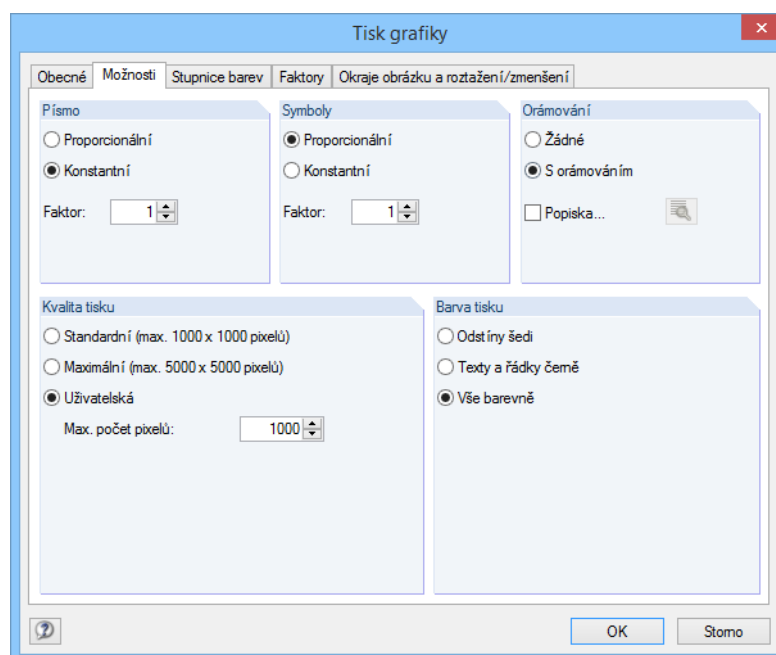 Tisk grafiky
Obecné Možnosti Stupnice barev Faktory Okraje obrázku a roztažení/zmenšení
Písmo
Proporcionální
Konstantní
Faktor: 1
Symboly
Proporcionální
Konstantní
Faktor: 1
Orámování
Žádné
S orámováním
Popiska...
Kvalita tisku
Standardní (max. 1000 x 1000 pixelů)
Maximální (max. 5000 x 5000 pixelů)
Uživatelská
Max. počet pixelů: 1000
Barva tisku
Odstíny šedi
Texty a řádky černě
Vše barevně
OK Storno